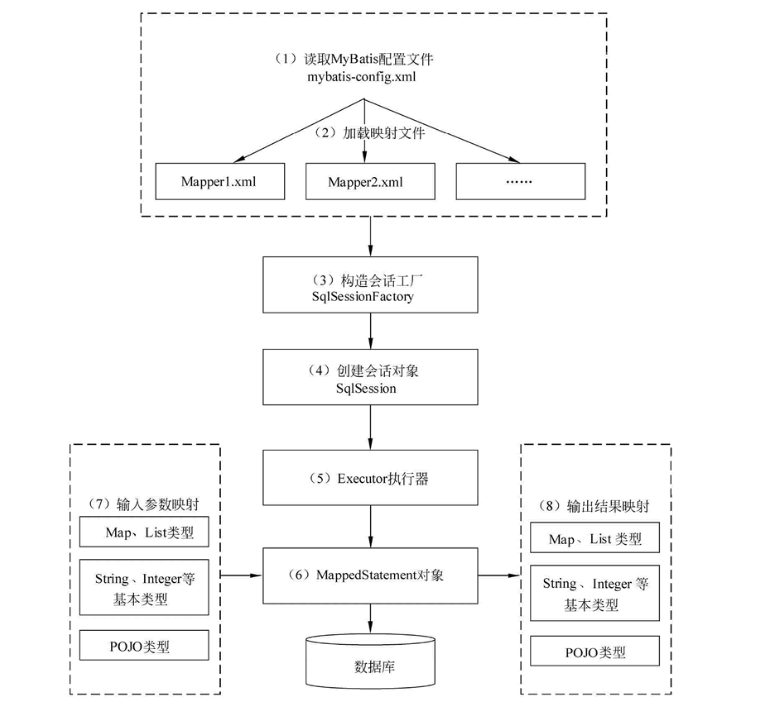 （1）读取MyBatis配置文件
mybatis-config.xml
（2）加载映射文件
Mapper1.xml
Mapper2.xml
……
（3）构造会话工厂
SqlSessionFactory
（4）创建会话对象
SqlSession
（5）Executor执行器
（7）输入参数映射
Map、List类型
String、Integer等
基本类型
POJO类型
（6）MappedStatement对象
数据库
（8）输出结果映射
Map、List 类型
String、Integer 等
基本类型
POJO类型